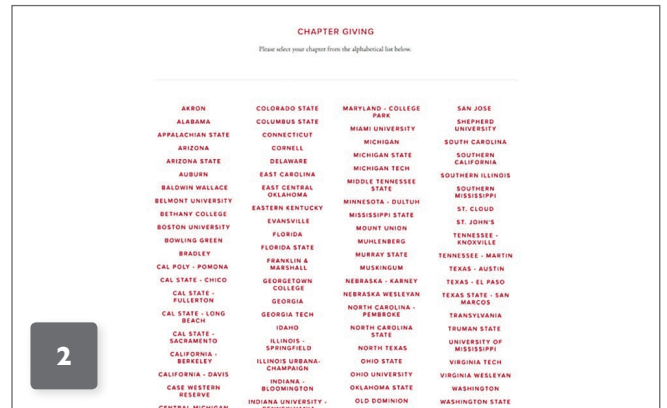 CHAPTER GIVING
Please select your chapter from the alphabetical list below.
AKRON
ALABAMA
APPALACHIAN STATE
ARIZONA
ARIZONA STATE
AUBURN
BALDWIN WALLACE
BELMONT UNIVERSITY
BETHANY COLLEGE
BOSTON UNIVERSITY
BOWLING GREEN
BRADLEY
CAL POLY - POMONA
CAL STATE - CHICO
CAL STATE -
FULLERTON
CAL STATE - LONG
BEACH
CAL STATE -
SACRAMENTO
CALIFORNIA -
BERKELEY
CALIFORNIA - DAVIS
CASE WESTERN
RESERVE
CENTRAL MICHIGAN
COLORADO STATE
COLUMBUS STATE
CONNECTICUT
CORNELL
DELAWARE
EAST CAROLINA
EAST CENTRAL
OKLAHOMA
EASTERN KENTUCKY
EVANSVILLE
FLORIDA
FLORIDA STATE
FRANKLIN &
MARSHALL
GEORGETOWN
COLLEGE
GEORGIA
GEORGIA TECH
IDAHO
ILLINOIS -
SPRINGFIELD
ILLINOIS URBANA-
CHAMPAIGN
INDIANA -
BLOOMINGTON
INDIANA UNIVERSITY -
PENNSYLVANIA
MARYLAND - COLLEGE
PARK
MIAMI UNIVERSITY
MICHIGAN
MICHIGAN STATE
MICHIGAN TECH
MIDDLE TENNESSEE
STATE
MINNESOTA - DULTUH
MISSISSIPPI STATE
MOUNT UNION
MUHLENBERG
MURRAY STATE
MUSKINGUM
NEBRASKA - KARNEY
NEBRASKA WESLEYAN
NORTH CAROLINA -
PEMBROKE
NORTH CAROLINA
STATE
NORTH TEXAS
OHIO STATE
OHIO UNIVERSITY
OKLAHOMA STATE
OLD DOMINION
SAN JOSE
SHEPHERD
UNIVERSITY
SOUTH CAROLINA
SOUTHERN
CALIFORNIA
SOUTHERN ILLINOIS
SOUTHERN
MISSISSIPPI
ST. CLOUD
ST. JOHN'S
TENNESSEE -
KNOXVILLE
TENNESSEE - MARTIN
TEXAS - AUSTIN
TEXAS - EL PASO
TEXAS STATE - SAN
MARCOS
TRANSYLVANIA
TRUMAN STATE
UNIVERSITY OF
MISSISSIPPI
VIRGINIA TECH
VIRGINIA WESLEYAN
WASHINGTON
WASHINGTON STATE
2